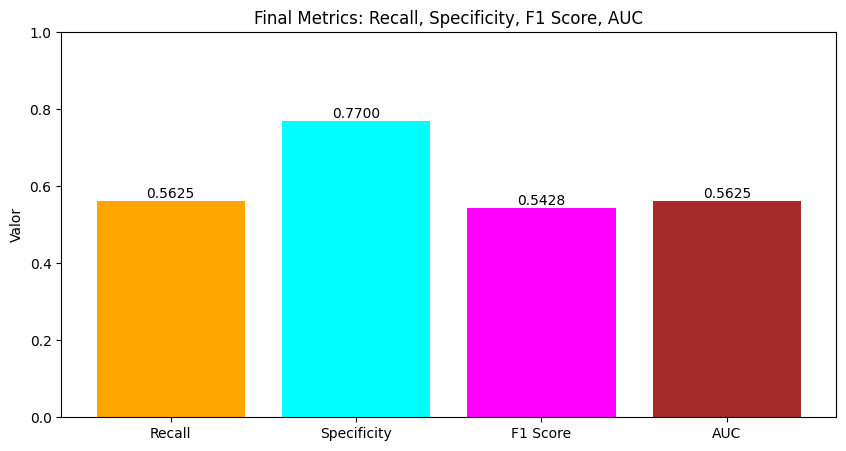 Final Metrics: Recall, Specificity, F1 Score, AUC
1.0
0.8
0.6
0.4
0.2
0.0
Valor
0.5625
0.7700
0.5428
0.5625
Recall
Specificity
F1 Score
AUC